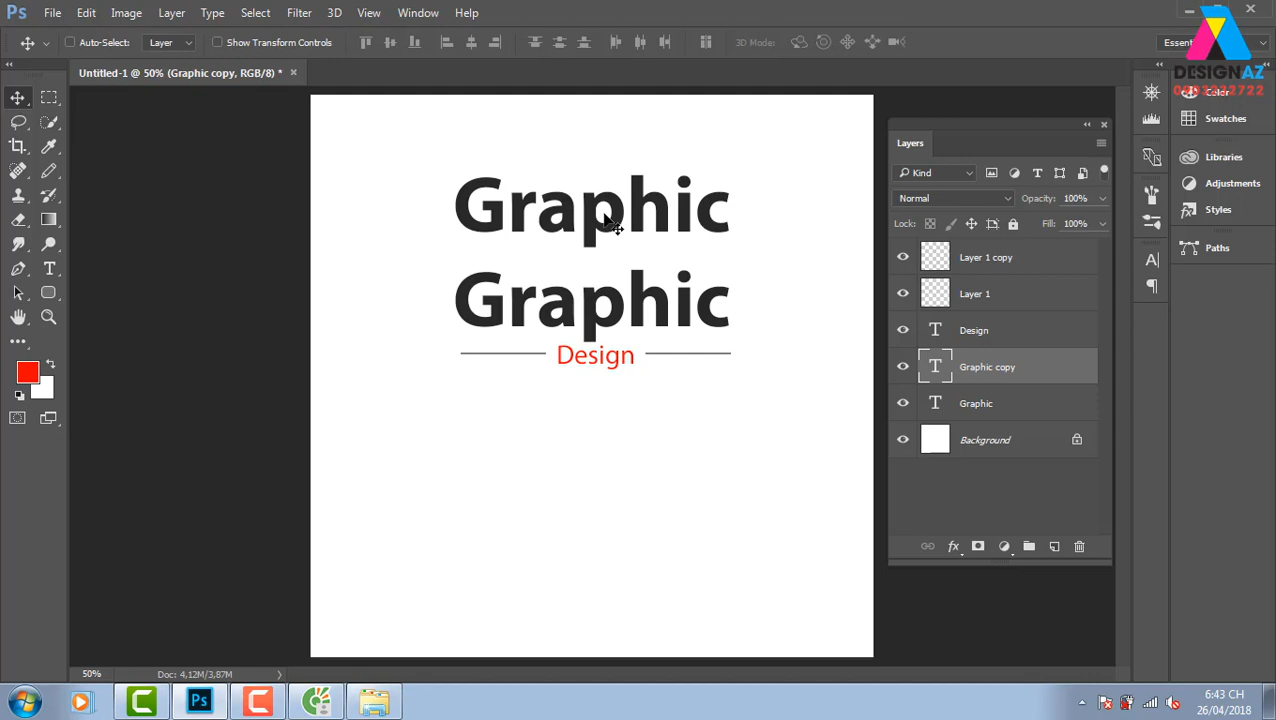 Ps File Edit Image Layer Type Select Filter 3D View Window Help
Auto-Select: Layer Show Transform Controls 3D Mode: Essenti
DESIGNAZ
Untitled-1 @ 50% (Graphic copy, RGB/8) * ×
Color
Swatches
Libraries
Adjustments
Styles
Paths
Graphic
Graphic
Design
Layers
Kind
Normal Opacity: 100%
Lock: Fill: 100%
Layer 1 copy
Layer 1
Design
Graphic copy
Graphic
Background
50% Doc: 4,12M/3,87M
6:43 CH
26/04/2018